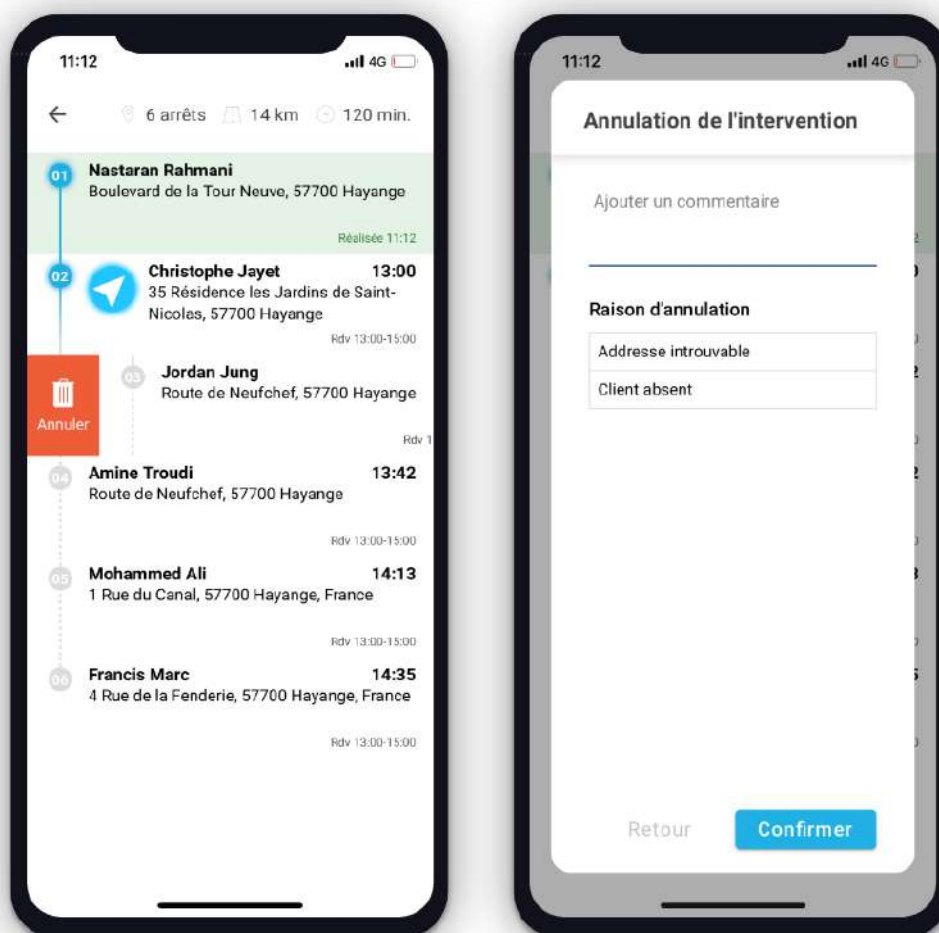 11:12
4G
6 arrêts 14 km 120 min.
01
Nastaran Rahmani
Boulevard de la Tour Neuve, 57700 Hayange
Réalisée 11:12
02
Christophe Jayet 13:00
35 Résidence les Jardins de Saint-
Nicolas, 57700 Hayange
Rdv 13:00-15:00
Annuler
03
Jordan Jung
Route de Neufchef, 57700 Hayange
Rdv 1
04
Amine Troudi 13:42
Route de Neufchef, 57700 Hayange
Rdv 13:00-15:00
05
Mohammed Ali 14:13
1 Rue du Canal, 57700 Hayange, France
Rdv 13:00-15:00
06
Francis Marc 14:35
4 Rue de la Fenderie, 57700 Hayange, France
Rdv 13:00-15:00
11:12
4G
Annulation de l'intervention
Ajouter un commentaire
Raison d'annulation
Addresse introuvable
Client absent
Retour Confirmer